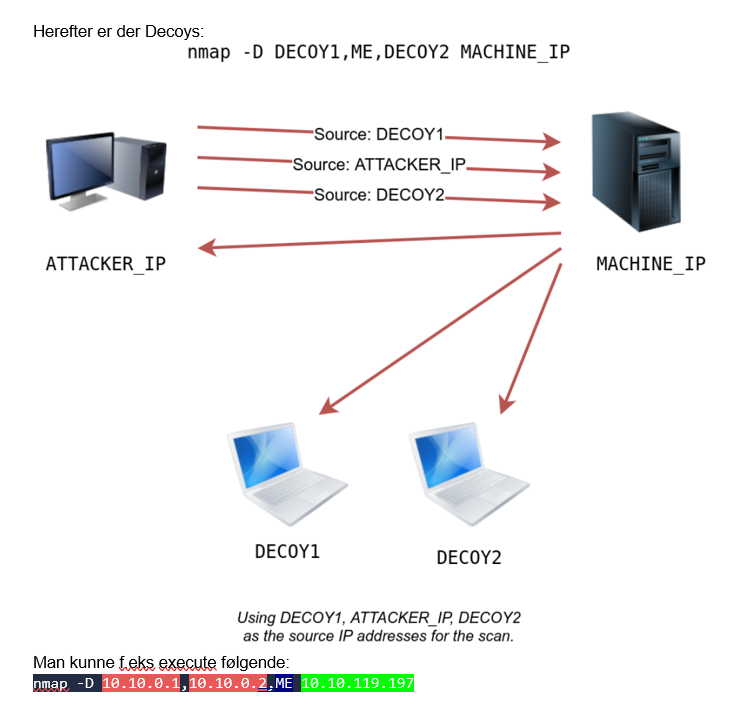 Herefter er der Decoys:
nmap -D DECOY1,ME,DECOY2 MACHINE_IP
Source: DECOY1
Source: ATTACKER_IP
Source: DECOY2
ATTACKER_IP
MACHINE_IP
DECOY1
DECOY2
Using DECOY1, ATTACKER_IP, DECOY2
as the source IP addresses for the scan.
Man kunne f.eks execute følgende:
nmap -D 10.10.0.1,10.10.0.2,ME 10.10.119.197